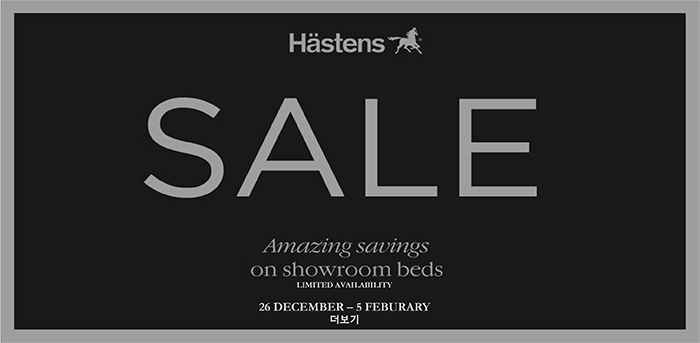 Hästens
SALE
Amazing savings
on showroom beds
LIMITED AVAILABILITY
26 DECEMBER – 5 FEBURARY
더보기